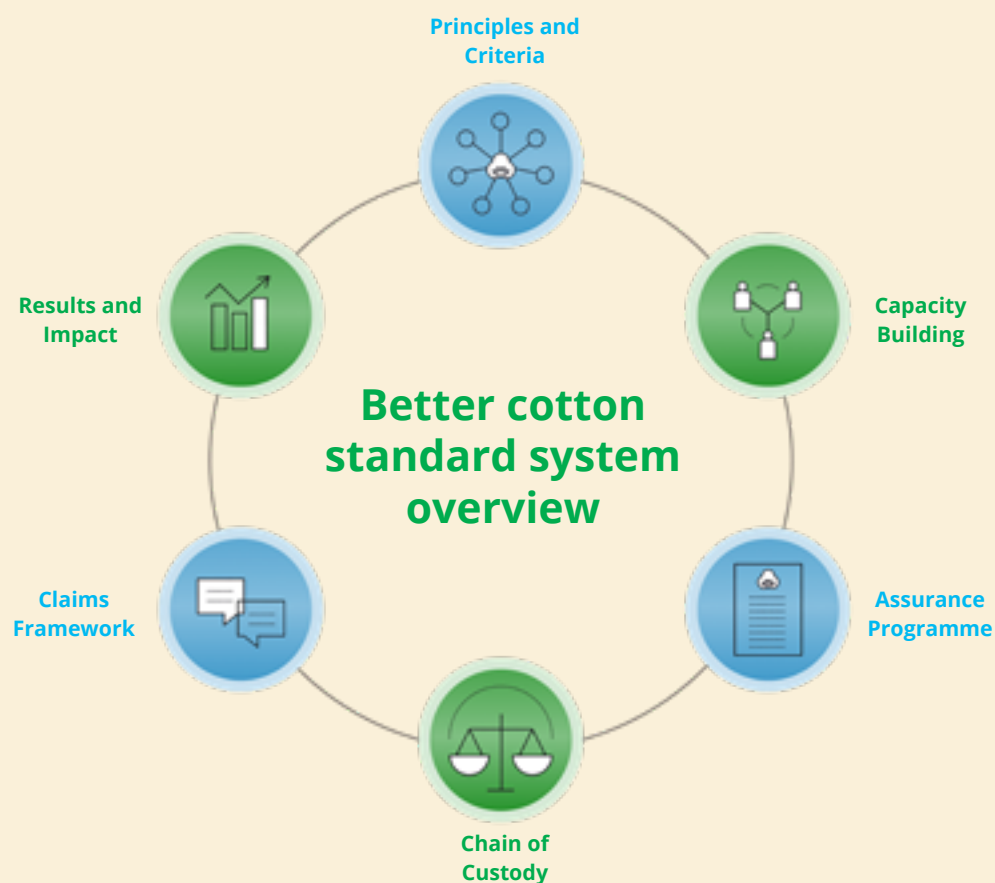 Principles and
Criteria
Results and
Impact
Capacity
Building
Better cotton
standard system
overview
Claims
Framework
Assurance
Programme
Chain of
Custody